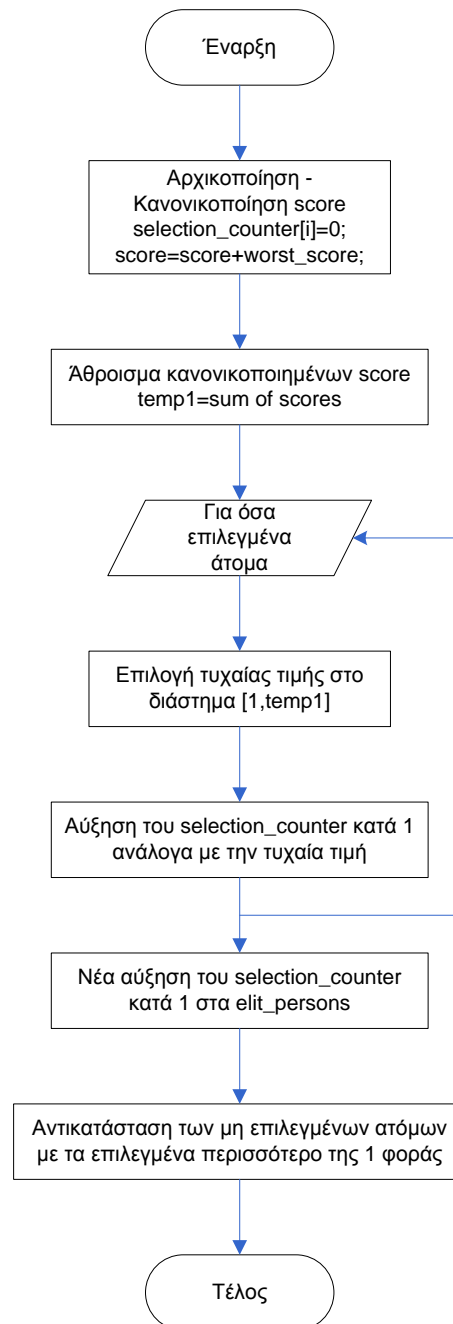 Έναρξη
Αρχικοποίηση -
Κανονικοποίηση score
selection_counter[i]=0;
score=score+worst_score;
Άθροισμα κανονικοποιημένων score
temp1=sum of scores
Για όσα
επιλεγμένα
άτομα
Επιλογή τυχαίας τιμής στο
διάστημα [1,temp1]
Αύξηση του selection_counter κατά 1
ανάλογα με την τυχαία τιμή
Νέα αύξηση του selection_counter
κατά 1 στα elit_persons
Αντικατάσταση των μη επιλεγμένων ατόμων
με τα επιλεγμένα περισσότερο της 1 φοράς
Τέλος